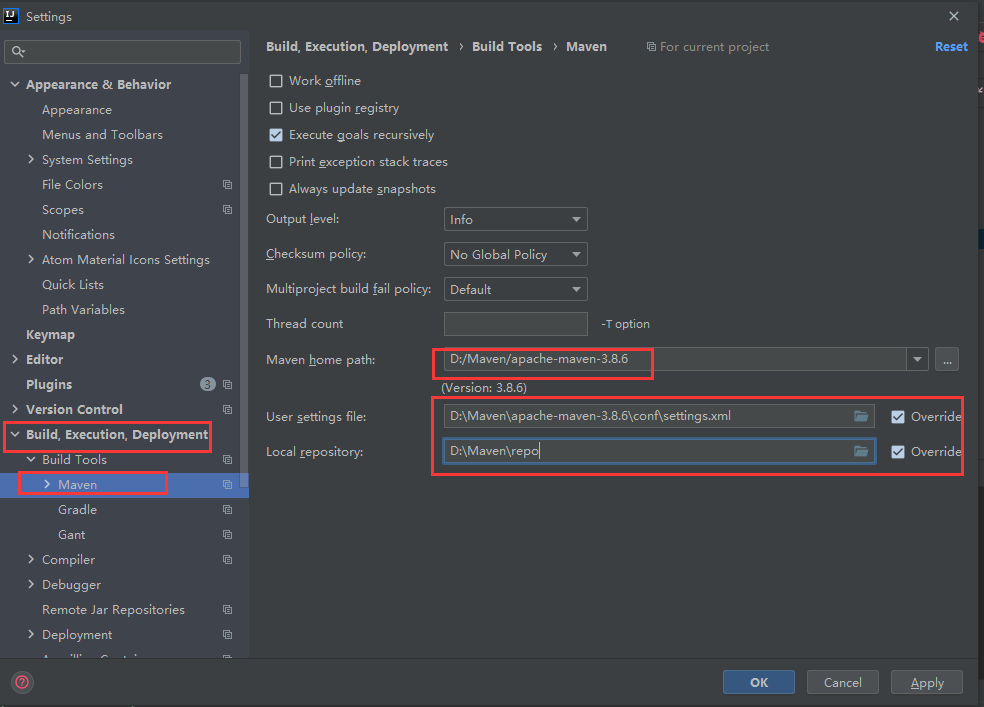 Settings
Appearance & Behavior
Appearance
Menus and Toolbars
System Settings
File Colors
Scopes
Notifications
Atom Material Icons Settings
Quick Lists
Path Variables
Keymap
Editor
Plugins 3
Version Control
Build, Execution, Deployment
Build Tools
Maven
Gradle
Gant
Compiler
Debugger
Remote Jar Repositories
Deployment
Build, Execution, Deployment › Build Tools › Maven
For current project
Reset
Work offline
Use plugin registry
Execute goals recursively
Print exception stack traces
Always update snapshots
Output level: Info
Checksum policy: No Global Policy
Multiproject build fail policy: Default
Thread count -T option
Maven home path: D:/Maven/apache-maven-3.8.6 ...
(Version: 3.8.6)
User settings file: D:\Maven\apache-maven-3.8.6\conf\settings.xml Override
Local repository: D:\Maven\repo Override
? OK Cancel Apply